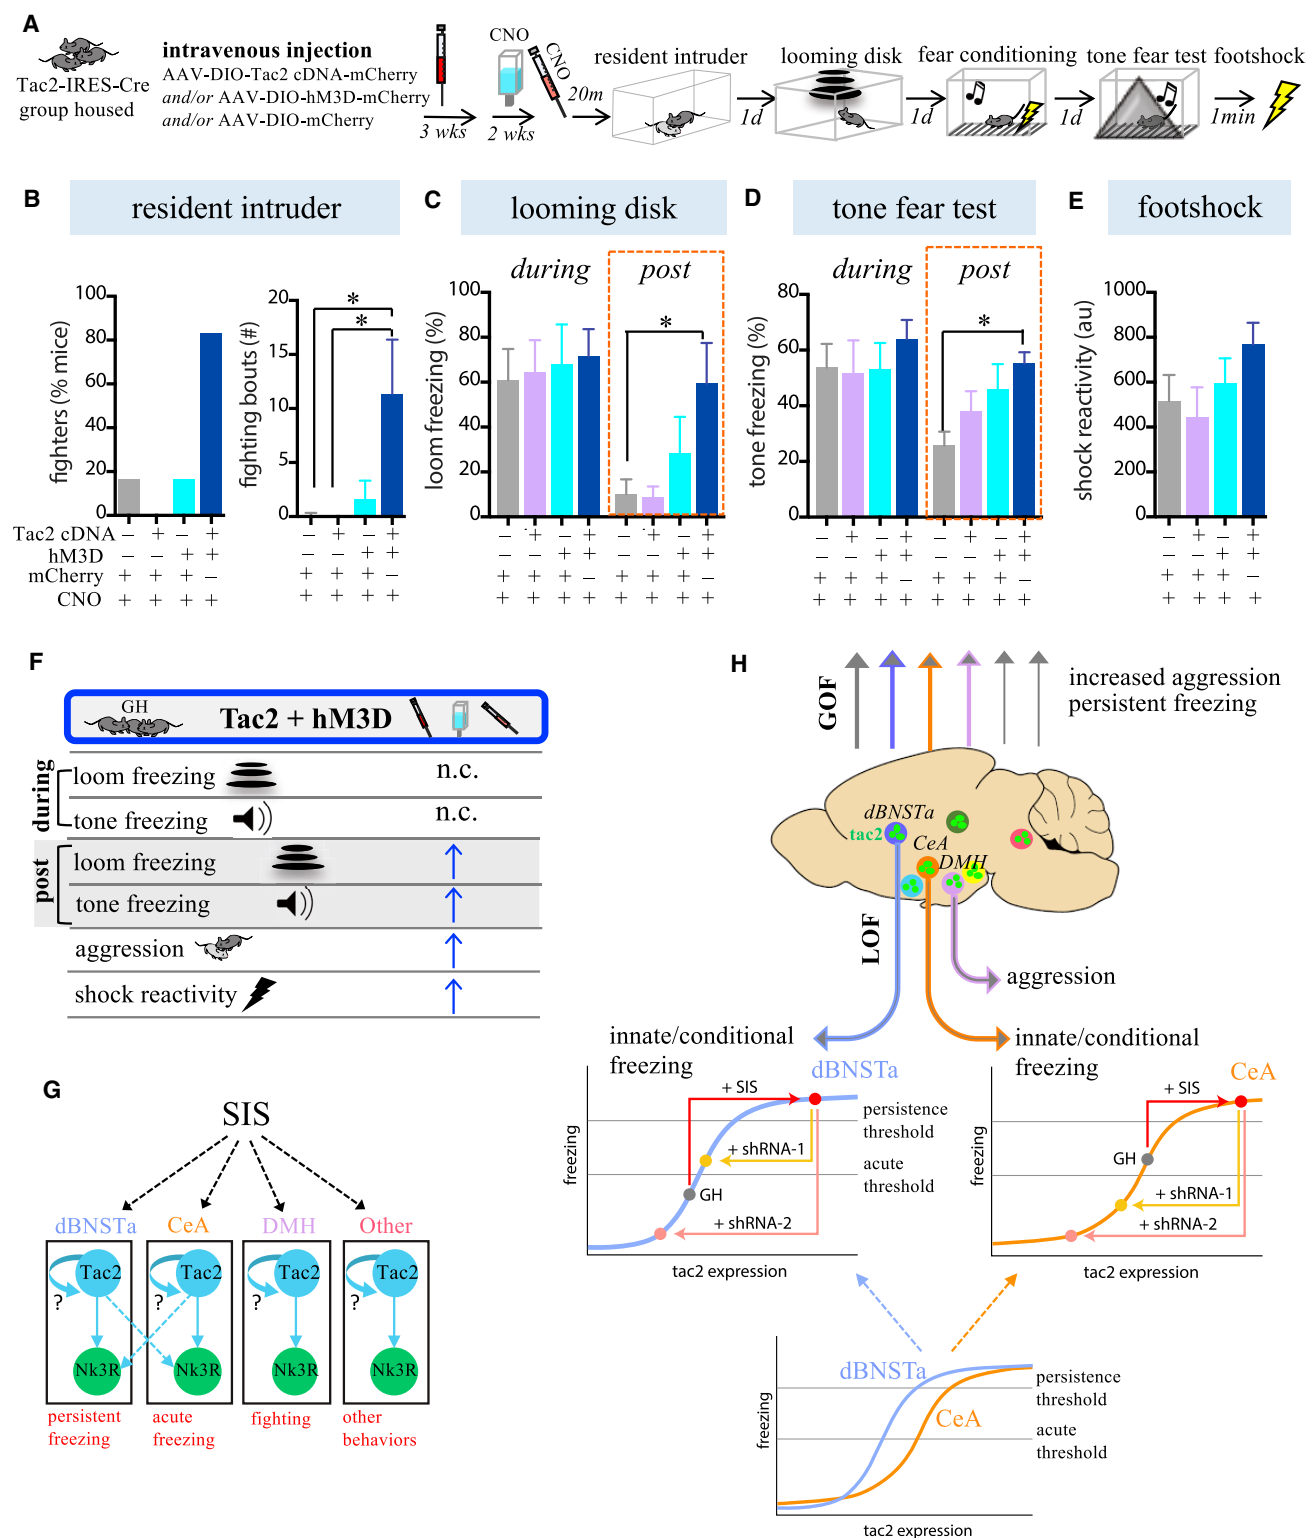 A
Tac2-IRES-Cre
group housed
intravenous injection
AAV-DIO-Tac2 cDNA-mCherry
and/or AAV-DIO-hM3D-mCherry
and/or AAV-DIO-mCherry
3 wks
CNO
2 wks
CNO
20m
resident intruder
1d
looming disk
1d
fear conditioning
1d
tone fear test
1min
footshock
B
resident intruder
fighters (% mice)
100
80
60
40
20
0
fighting bouts (#)
20
15
10
5
0
*
*
Tac2 cDNA − + − + − + − +
hM3D − − + + − − + +
mCherry + + + − + + + −
CNO + + + + + + + +
C
looming disk
during
post
loom freezing (%)
100
80
60
40
20
0
*
− + − + − + − +
− − + + − − + +
+ + + − + + + −
+ + + + + + + +
D
tone fear test
during
post
tone freezing (%)
80
60
40
20
0
*
− + − + − + − +
− − + + − − + +
+ + + − + + + −
+ + + + + + + +
E
footshock
shock reactivity (au)
1000
800
600
400
200
0
− + − +
− − + +
+ + + −
+ + + +
F
GH
Tac2 + hM3D
during
loom freezing
n.c.
tone freezing
n.c.
post
loom freezing ↑
tone freezing ↑
aggression ↑
shock reactivity ↑
G
SIS
dBNSTa
CeA
DMH
Other
Tac2 Tac2 Tac2 Tac2
? ? ? ?
Nk3R Nk3R Nk3R Nk3R
persistent
freezing
acute
freezing
fighting
other
behaviors
H
GOF
increased aggression
persistent freezing
dBNSTa
tac2
CeA
DMH
LOF
aggression
innate/conditional
freezing
dBNSTa
+ SIS
persistence
threshold
+ shRNA-1
acute
threshold
GH
+ shRNA-2
freezing
tac2 expression
innate/conditional
freezing
CeA
+ SIS
GH
+ shRNA-1
+ shRNA-2
freezing
tac2 expression
dBNSTa
CeA
persistence
threshold
acute
threshold
freezing
tac2 expression